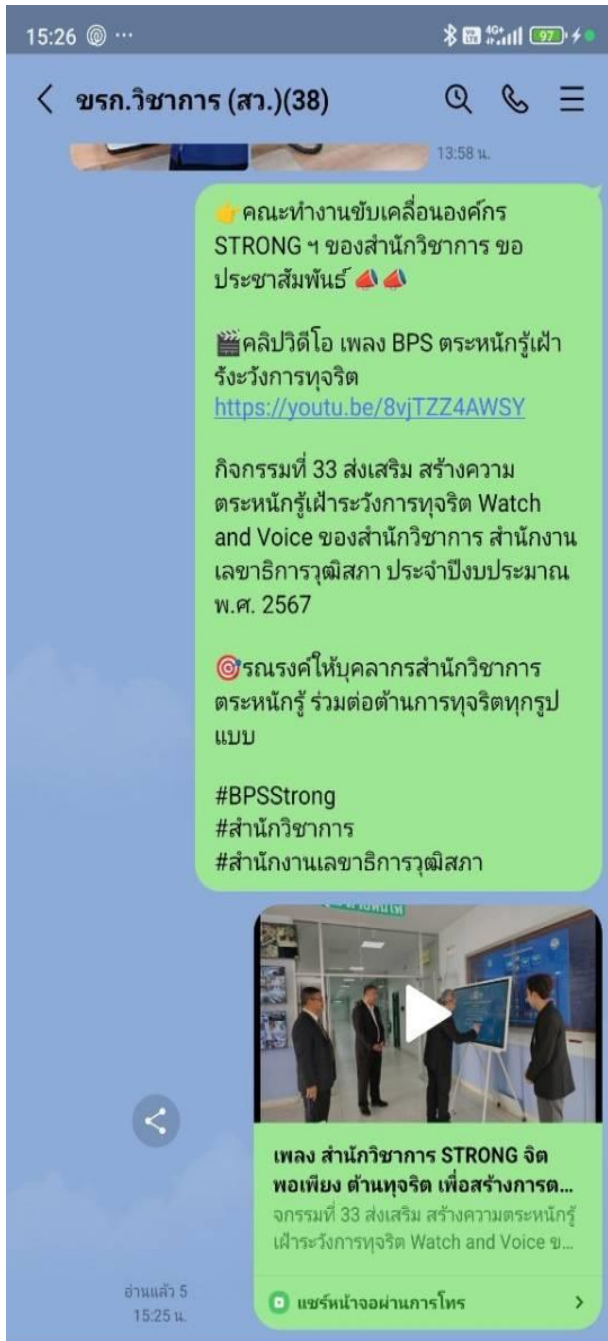 15:26 ...
4G+ 97
ขรก.วิชาการ (สว.)(38)
13:58 น.
👉คณะทำงานขับเคลื่อนองค์กร
STRONG ฯ ของสำนักวิชาการ ขอ
ประชาสัมพันธ์ 📣📣
🎬คลิปวิดีโอ เพลง BPS ตระหนักรู้เฝ้า
ร้งะวังการทุจริต
https://youtu.be/8vjTZZ4AWSY
กิจกรรมที่ 33 ส่งเสริม สร้างความ
ตระหนักรู้เฝ้าระวังการทุจริต Watch
and Voice ของสำนักวิชาการ สำนักงาน
เลขาธิการวุฒิสภา ประจำปีงบประมาณ
พ.ศ. 2567
🎯รณรงค์ให้บุคลากรสำนักวิชาการ
ตระหนักรู้ ร่วมต่อต้านการทุจริตทุกรูป
แบบ
#BPSStrong
#สำนักวิชาการ
#สำนักงานเลขาธิการวุฒิสภา
เพลง สำนักวิชาการ STRONG จิต
พอเพียง ต้านทุจริต เพื่อสร้างการต...
จกรรมที่ 33 ส่งเสริม สร้างความตระหนักรู้
เฝ้าระวังการทุจริต Watch and Voice ข...
อ่านแล้ว 5
15:25 น.
แชร์หน้าจอผ่านการโทร